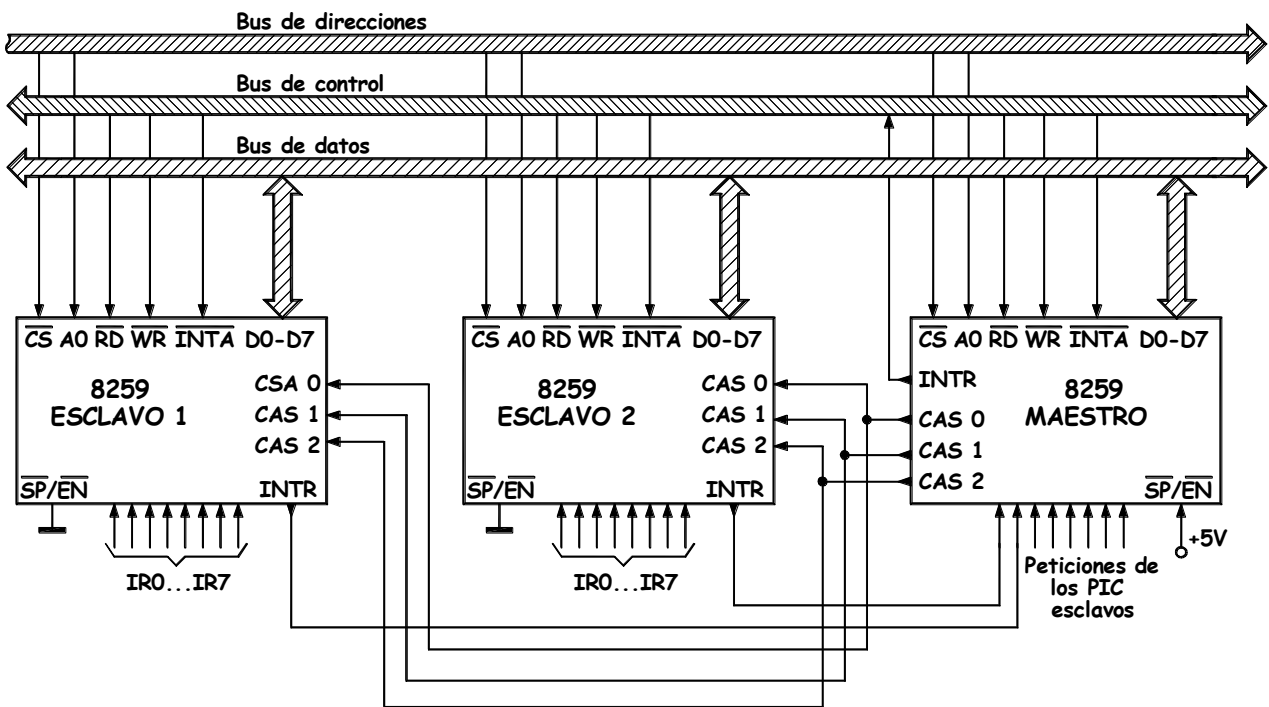 Bus de direcciones
Bus de control
Bus de datos
CS A0 RD WR INTA D0-D7
8259
ESCLAVO 1
CSA 0
CAS 1
CAS 2
SP/EN
INTR
IR0...IR7
CS A0 RD WR INTA D0-D7
8259
ESCLAVO 2
CAS 0
CAS 1
CAS 2
SP/EN
INTR
IR0...IR7
CS A0 RD WR INTA D0-D7
INTR
8259
MAESTRO
CAS 0
CAS 1
CAS 2
SP/EN
+5V
Peticiones de
los PIC
esclavos